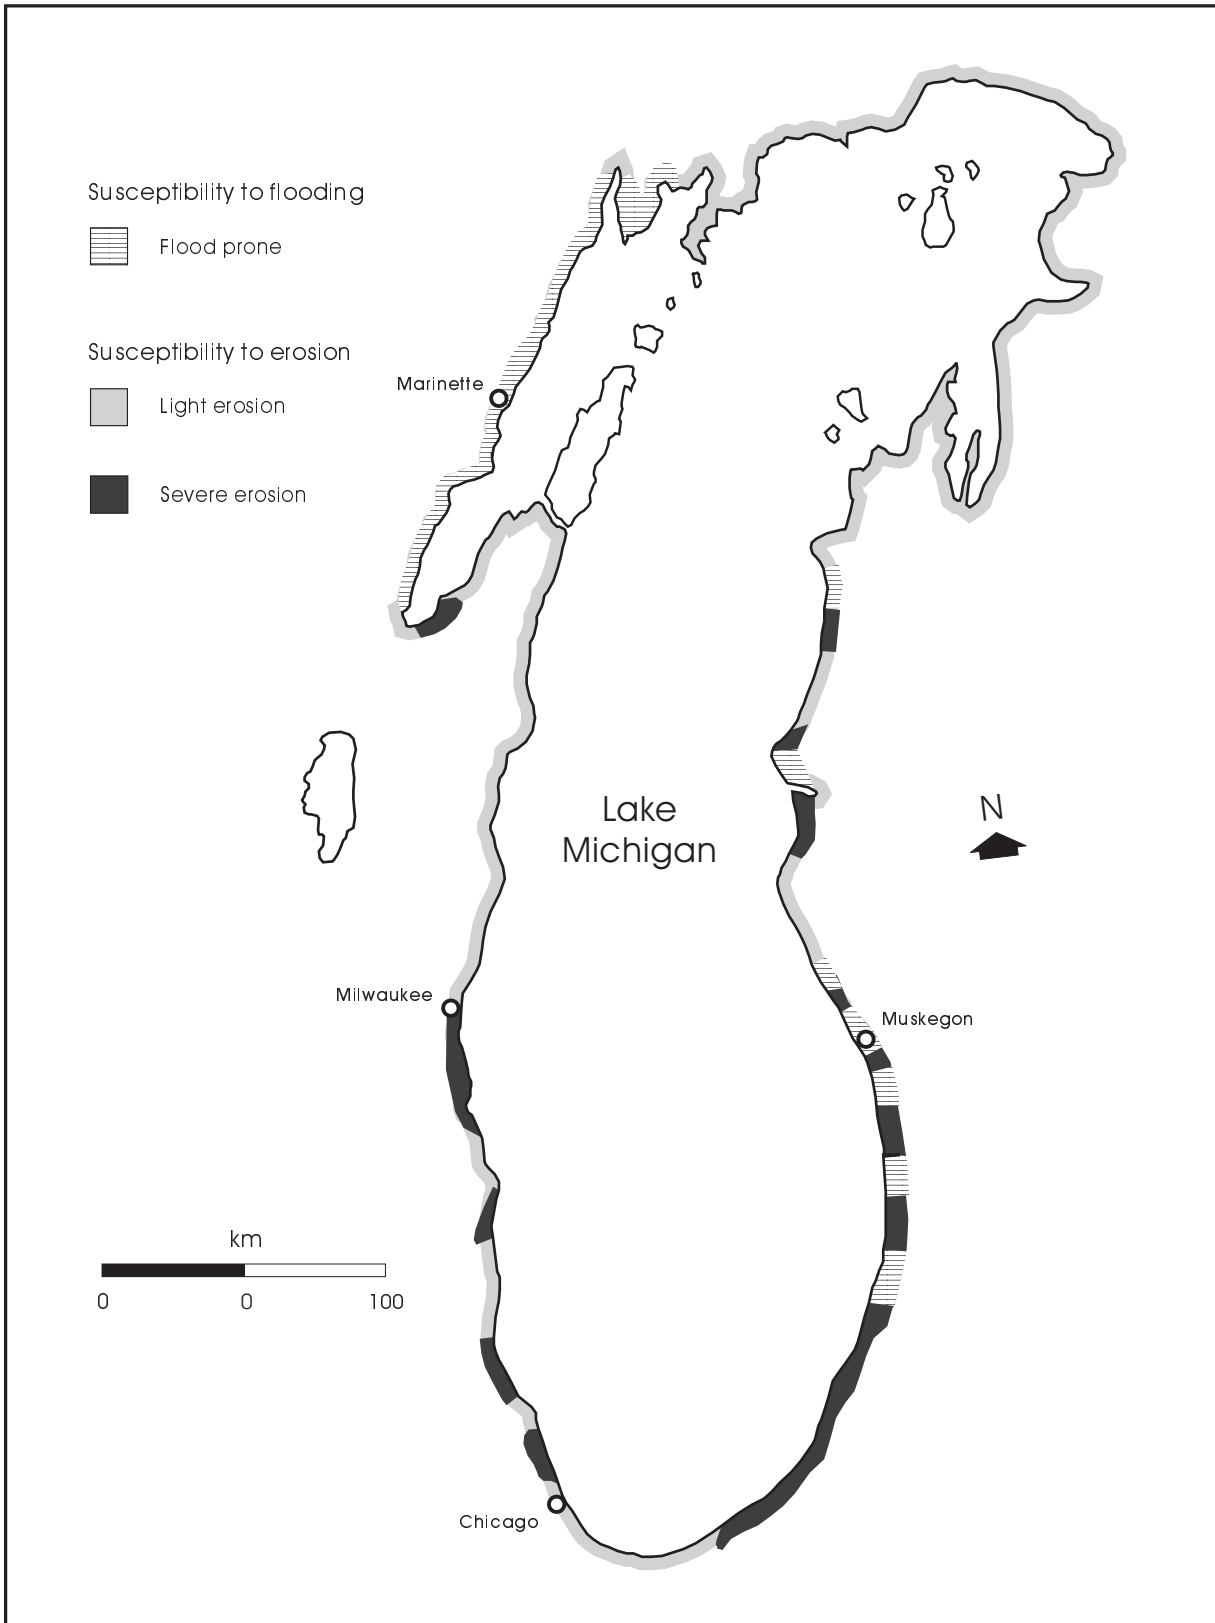 Susceptibility to flooding
Flood prone
Susceptibility to erosion
Light erosion
Severe erosion
Marinette
Lake
Michigan
N
Milwaukee
Muskegon
km
0 0 100
Chicago